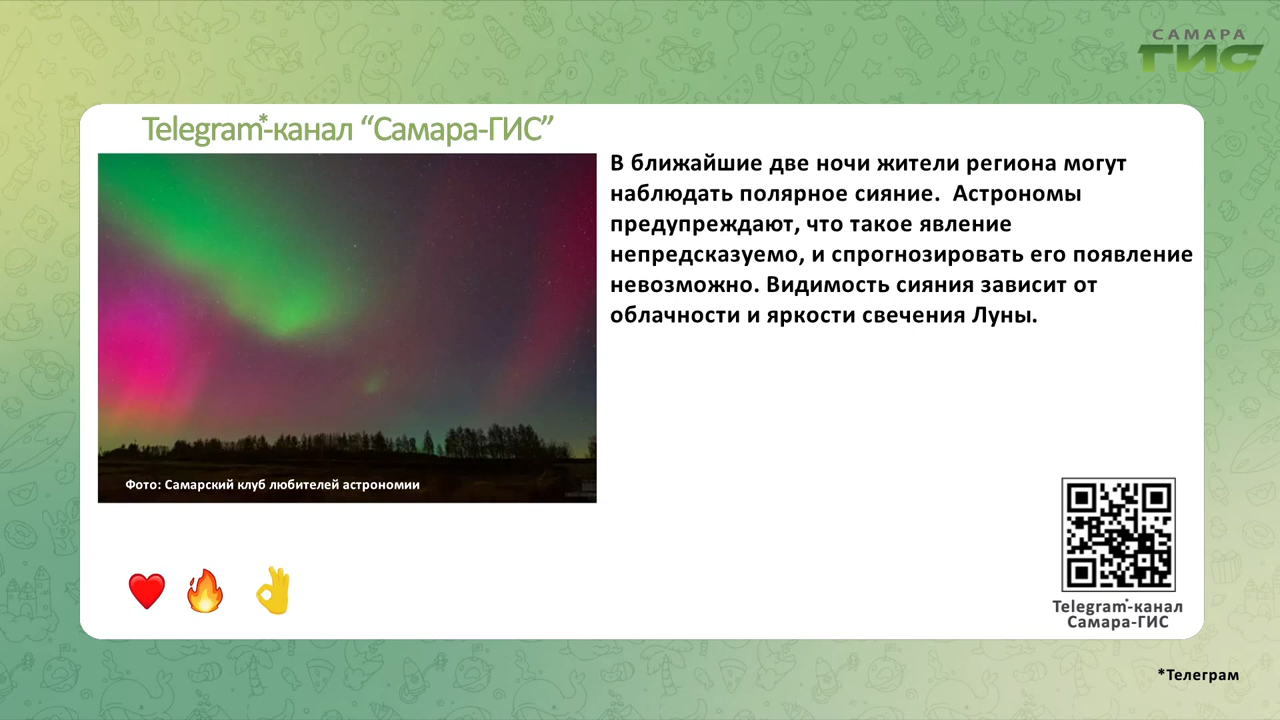 САМАРА
ГИС
Telegram*-канал “Самара-ГИС”
В ближайшие две ночи жители региона могут
наблюдать полярное сияние. Астрономы
предупреждают, что такое явление
непредсказуемо, и спрогнозировать его появление
невозможно. Видимость сияния зависит от
облачности и яркости свечения Луны.
Фото: Самарский клуб любителей астрономии
Telegram*-канал
Самара-ГИС
*Телеграм